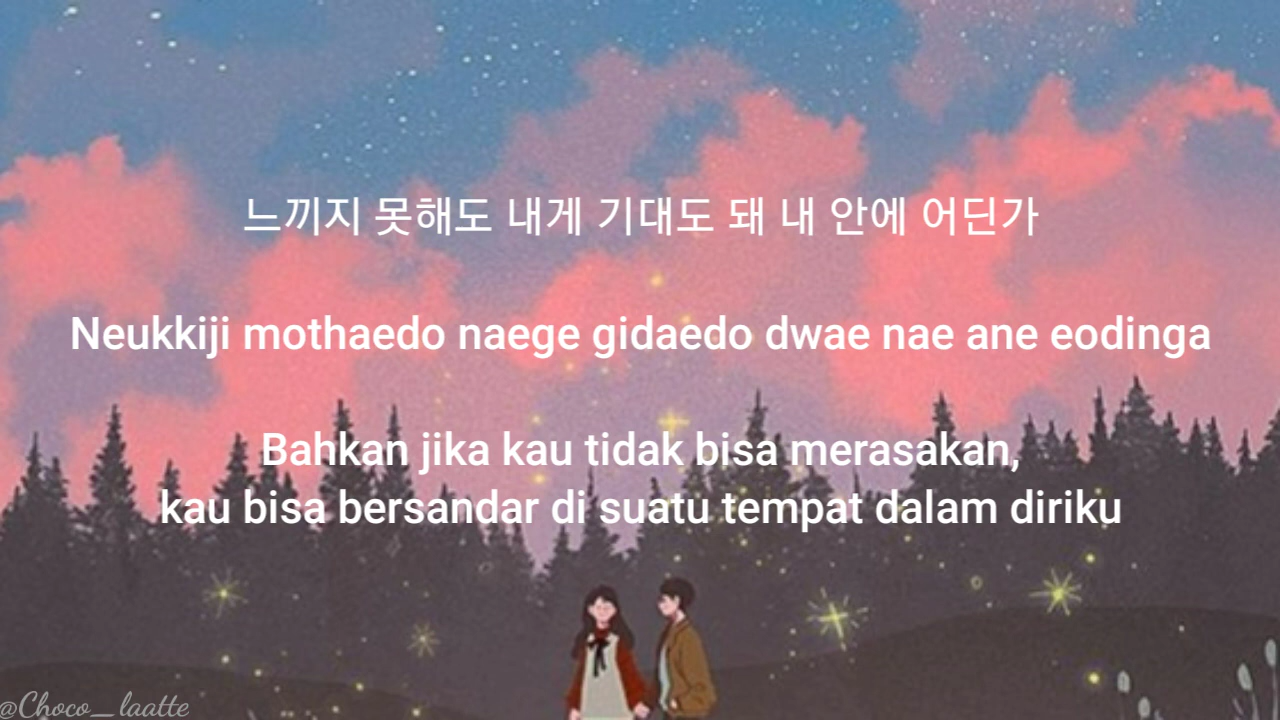 느끼지 못해도 내게 기대도 돼 내 안에 어딘가
Neukkiji mothaedo naege gidaedo dwae nae ane eodinga
Bahkan jika kau tidak bisa merasakan,
kau bisa bersandar di suatu tempat dalam diriku
@Choco_laatte